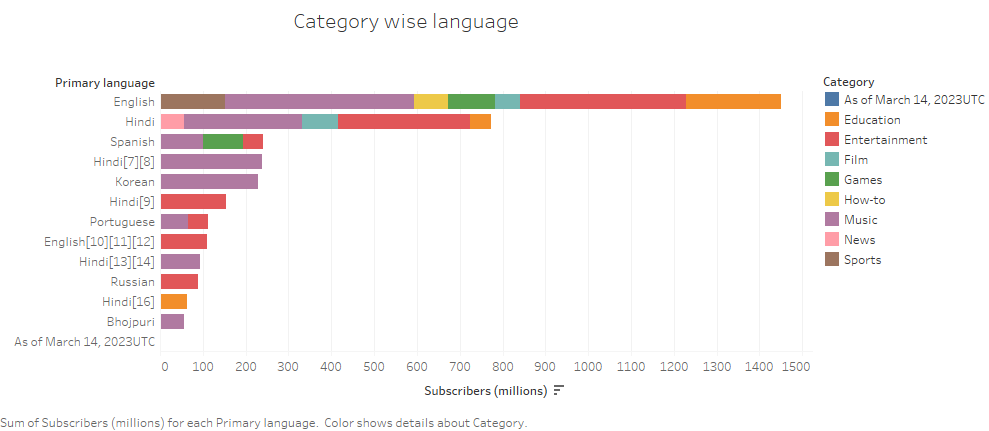 Category wise language
Primary language
English
Hindi
Spanish
Hindi[7][8]
Korean
Hindi[9]
Portuguese
English[10][11][12]
Hindi[13][14]
Russian
Hindi[16]
Bhojpuri
As of March 14, 2023UTC
0 100 200 300 400 500 600 700 800 900 1000 1100 1200 1300 1400 1500
Subscribers (millions)
Category
As of March 14, 2023UTC
Education
Entertainment
Film
Games
How-to
Music
News
Sports
Sum of Subscribers (millions) for each Primary language. Color shows details about Category.